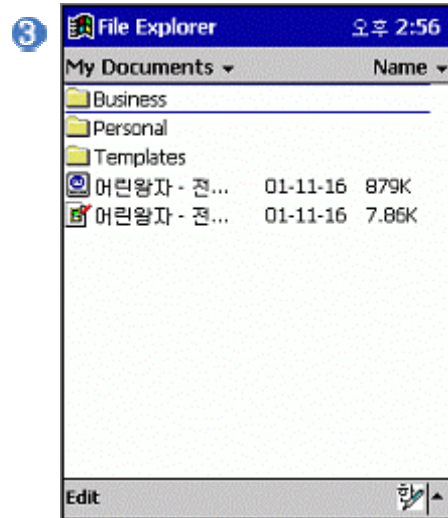 3
File Explorer 오후 2:56
My Documents Name
Business
Personal
Templates
어린왕자 - 전... 01-11-16 879K
어린왕자 - 전... 01-11-16 7.86K
Edit 한